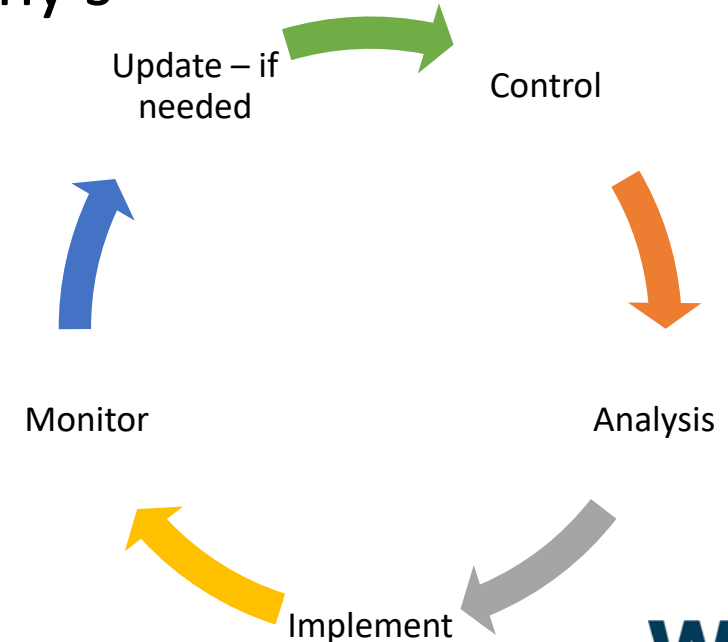 Update – if
needed
Control
Analysis
Implement
Monitor